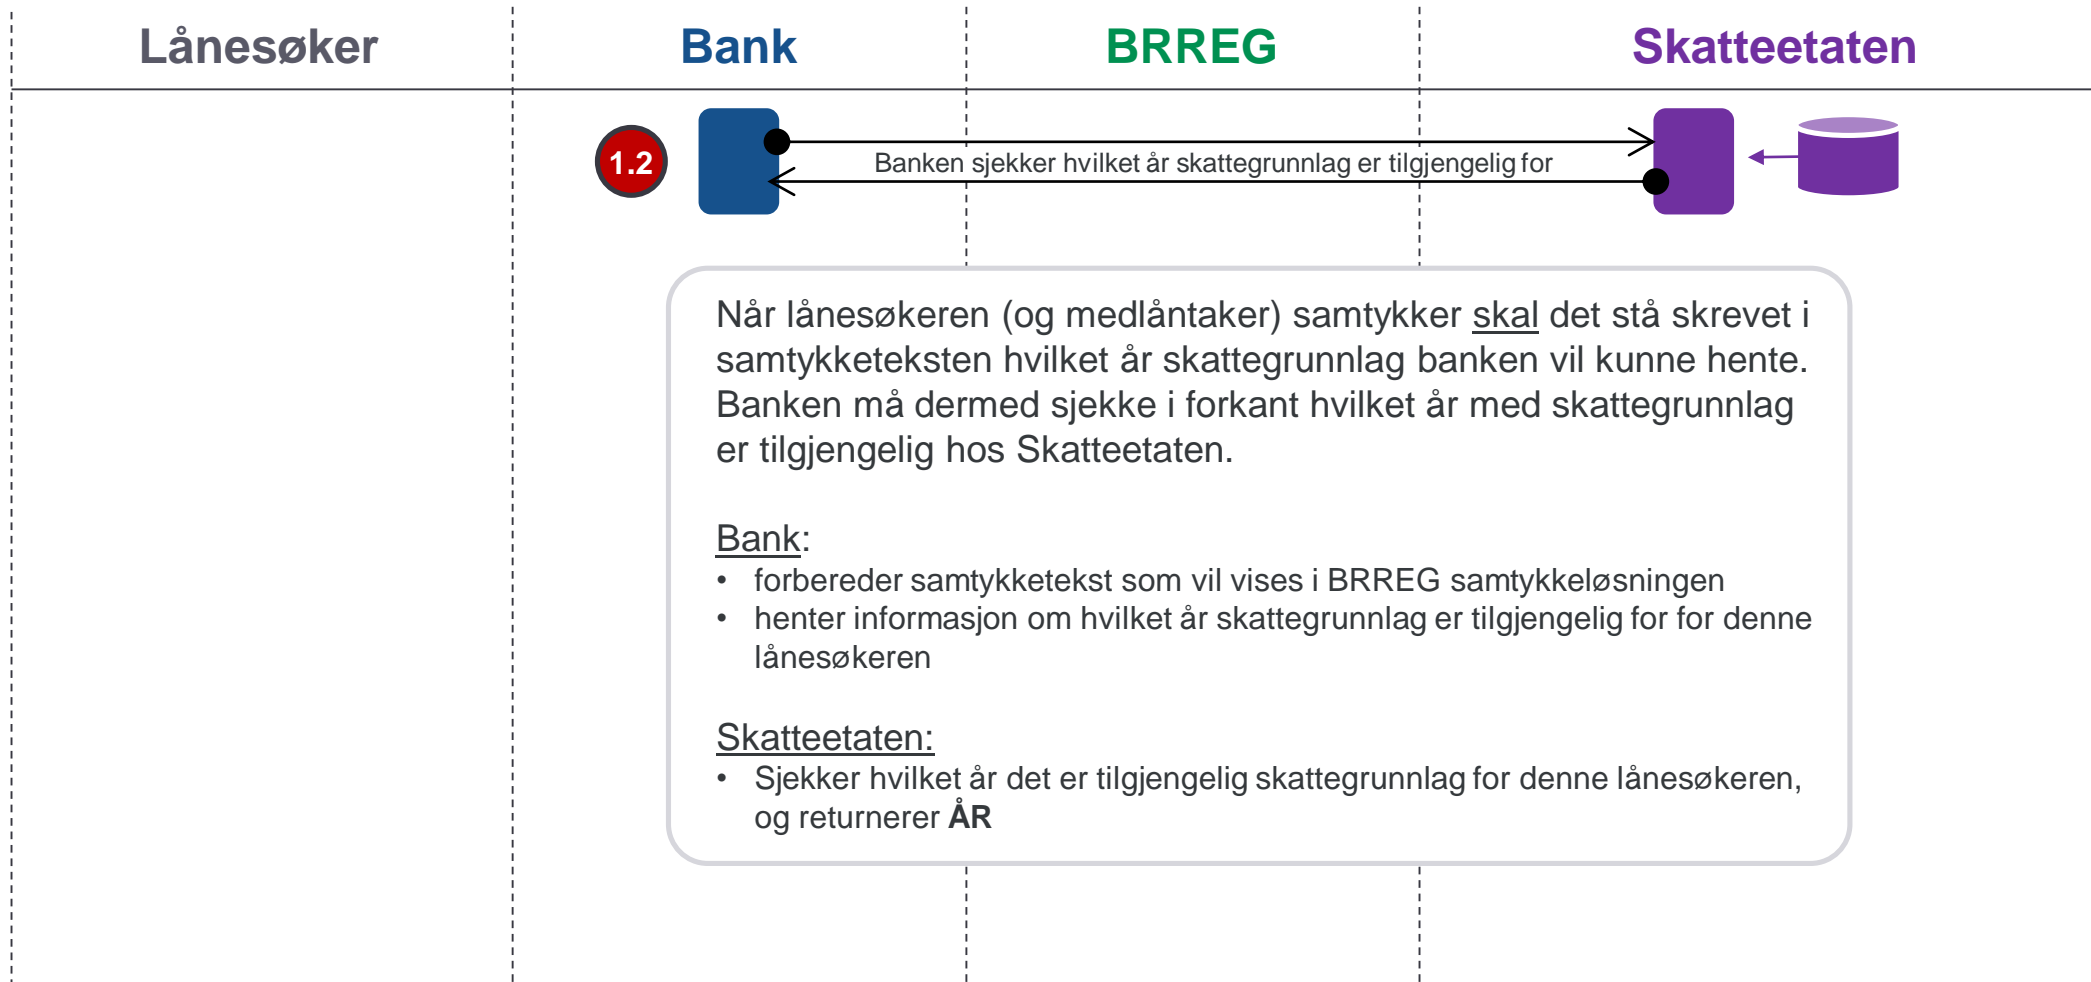 Lånesøker
Bank
BRREG
Skatteetaten
1.2
Banken sjekker hvilket år skattegrunnlag er tilgjengelig for
Når lånesøkeren (og medlåntaker) samtykker skal det stå skrevet i
samtykketeksten hvilket år skattegrunnlag banken vil kunne hente.
Banken må dermed sjekke i forkant hvilket år med skattegrunnlag
er tilgjengelig hos Skatteetaten.
Bank:
• forbereder samtykketekst som vil vises i BRREG samtykkeløsningen
• henter informasjon om hvilket år skattegrunnlag er tilgjengelig for for denne
lånesøkeren
Skatteetaten:
• Sjekker hvilket år det er tilgjengelig skattegrunnlag for denne lånesøkeren,
og returnerer ÅR